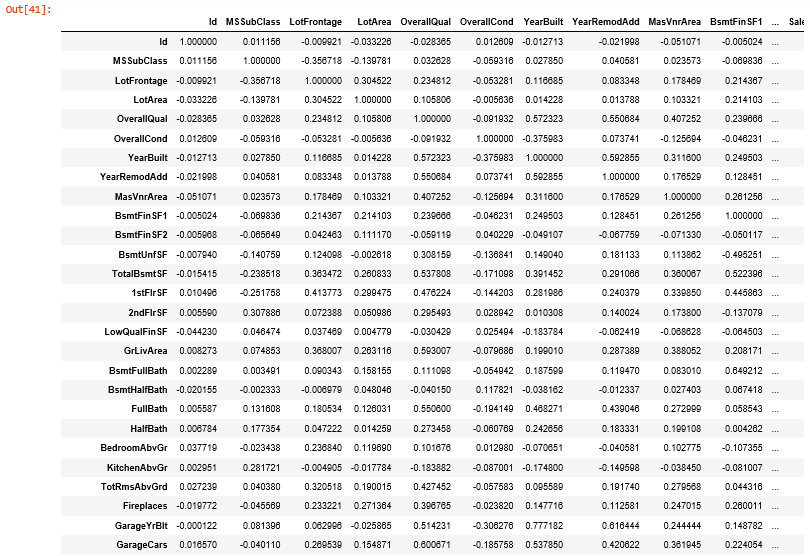 Out[41]:
Id MSSubClass LotFrontage LotArea OverallQual OverallCond YearBuilt YearRemodAdd MasVnrArea BsmtFinSF1 ... Sale
Id 1.000000 0.011156 -0.009921 -0.033226 -0.028365 0.012609 -0.012713 -0.021998 -0.051071 -0.005024 ...
MSSubClass 0.011156 1.000000 -0.356718 -0.139781 0.032628 -0.059316 0.027850 0.040581 0.023573 -0.069836 ...
LotFrontage -0.009921 -0.356718 1.000000 0.304522 0.234812 -0.053281 0.116685 0.083348 0.178469 0.214367 ...
LotArea -0.033226 -0.139781 0.304522 1.000000 0.105806 -0.005636 0.014228 0.013788 0.103321 0.214103 ...
OverallQual -0.028365 0.032628 0.234812 0.105806 1.000000 -0.091932 0.572323 0.550684 0.407252 0.239666 ...
OverallCond 0.012609 -0.059316 -0.053281 -0.005636 -0.091932 1.000000 -0.375983 0.073741 -0.125694 -0.046231 ...
YearBuilt -0.012713 0.027850 0.116685 0.014228 0.572323 -0.375983 1.000000 0.592855 0.311600 0.249503 ...
YearRemodAdd -0.021998 0.040581 0.083348 0.013788 0.550684 0.073741 0.592855 1.000000 0.176529 0.128451 ...
MasVnrArea -0.051071 0.023573 0.178469 0.103321 0.407252 -0.125694 0.311600 0.176529 1.000000 0.261256 ...
BsmtFinSF1 -0.005024 -0.069836 0.214367 0.214103 0.239666 -0.046231 0.249503 0.128451 0.261256 1.000000 ...
BsmtFinSF2 -0.005968 -0.065649 0.042463 0.111170 -0.059119 0.040229 -0.049107 -0.067759 -0.071330 -0.050117 ...
BsmtUnfSF -0.007940 -0.140759 0.124098 -0.002618 0.308159 -0.136841 0.149040 0.181133 0.113862 -0.495251 ...
TotalBsmtSF -0.015415 -0.238518 0.363472 0.260833 0.537808 -0.171098 0.391452 0.291066 0.360067 0.522396 ...
1stFlrSF 0.010496 -0.251758 0.413773 0.299475 0.476224 -0.144203 0.281986 0.240379 0.339850 0.445863 ...
2ndFlrSF 0.005590 0.307886 0.072388 0.050986 0.295493 0.028942 0.010308 0.140024 0.173800 -0.137079 ...
LowQualFinSF -0.044230 0.046474 0.037469 0.004779 -0.030429 0.025494 -0.183784 -0.062419 -0.068628 -0.064503 ...
GrLivArea 0.008273 0.074853 0.368007 0.263116 0.593007 -0.079686 0.199010 0.287389 0.388052 0.208171 ...
BsmtFullBath 0.002289 0.003491 0.090343 0.158155 0.111098 -0.054942 0.187599 0.119470 0.083010 0.649212 ...
BsmtHalfBath -0.020155 -0.002333 -0.006979 0.048046 -0.040150 0.117821 -0.038162 -0.012337 0.027403 0.067418 ...
FullBath 0.005587 0.131608 0.180534 0.126031 0.550600 -0.194149 0.468271 0.439046 0.272999 0.058543 ...
HalfBath 0.006784 0.177354 0.047222 0.014259 0.273458 -0.060769 0.242656 0.183331 0.199108 0.004262 ...
BedroomAbvGr 0.037719 -0.023438 0.236840 0.119690 0.101676 0.012980 -0.070651 -0.040581 0.102775 -0.107355 ...
KitchenAbvGr 0.002951 0.281721 -0.004905 -0.017784 -0.183882 -0.087001 -0.174800 -0.149598 -0.038450 -0.081007 ...
TotRmsAbvGrd 0.027239 0.040380 0.320518 0.190015 0.427452 -0.057583 0.095589 0.191740 0.279568 0.044316 ...
Fireplaces -0.019772 -0.045569 0.233221 0.271364 0.396765 -0.023820 0.147716 0.112581 0.247015 0.260011 ...
GarageYrBlt -0.000122 0.081396 0.062996 -0.025865 0.514231 -0.306276 0.777182 0.616444 0.244444 0.148782 ...
GarageCars 0.016570 -0.040110 0.269539 0.154871 0.600671 -0.185758 0.537850 0.420622 0.361945 0.224054 ...